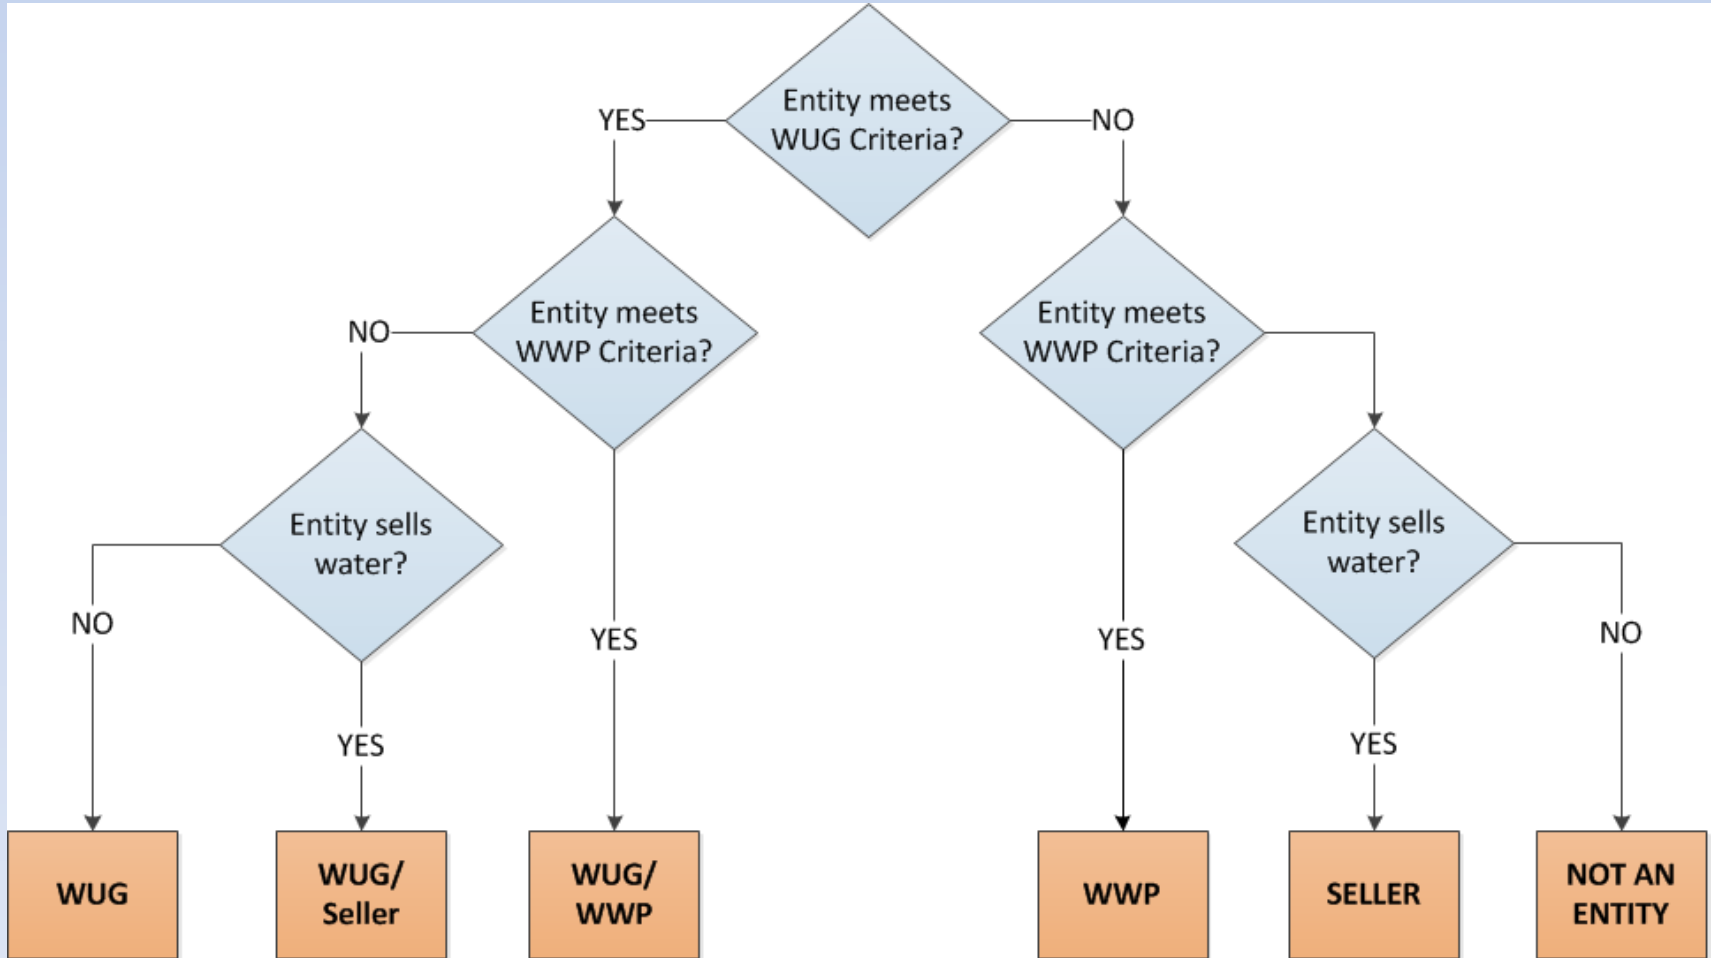 Entity meets
WUG Criteria?
YES
NO
Entity meets
WWP Criteria?
Entity meets
WWP Criteria?
NO
Entity sells
water?
Entity sells
water?
NO
YES
YES
NO
YES
YES
WUG
WUG/
Seller
WUG/
WWP
WWP
SELLER
NOT AN
ENTITY